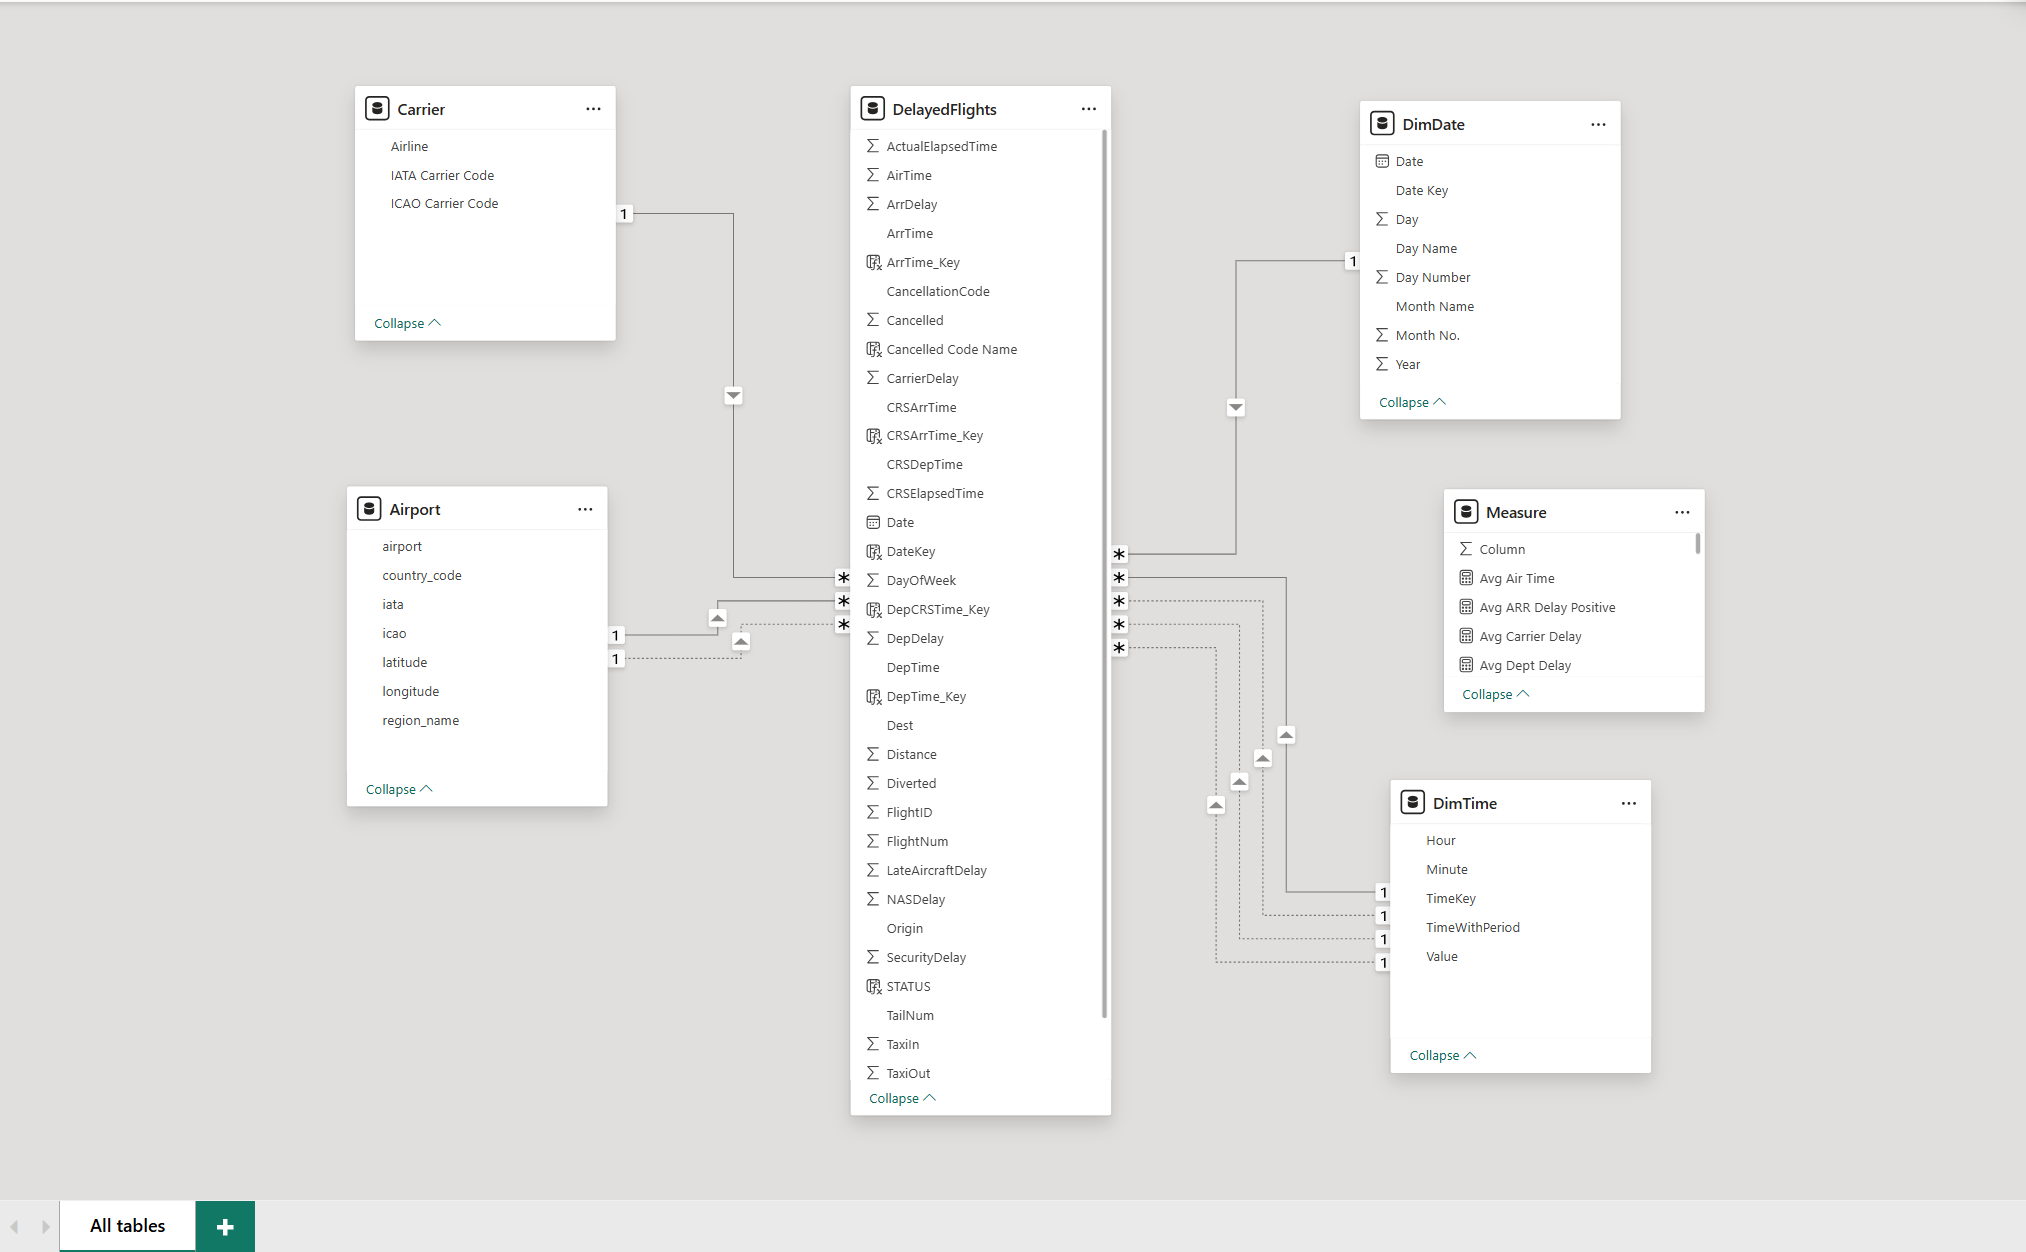 Carrier
Airline
IATA Carrier Code
ICAO Carrier Code
Collapse
1
DelayedFlights
ActualElapsedTime
AirTime
ArrDelay
ArrTime
ArrTime_Key
CancellationCode
Cancelled
Cancelled Code Name
CarrierDelay
CRSArrTime
CRSArrTime_Key
CRSDepTime
CRSElapsedTime
Date
DateKey
DayOfWeek
DepCRSTime_Key
DepDelay
DepTime
DepTime_Key
Dest
Distance
Diverted
FlightID
FlightNum
LateAircraftDelay
NASDelay
Origin
SecurityDelay
STATUS
TailNum
TaxiIn
TaxiOut
Collapse
*
*
*
*
*
*
*
*
DimDate
Date
Date Key
Day
Day Name
Day Number
Month Name
Month No.
Year
Collapse
1
Airport
airport
country_code
iata
icao
latitude
longitude
region_name
Collapse
1
1
Measure
Column
Avg Air Time
Avg ARR Delay Positive
Avg Carrier Delay
Avg Dept Delay
Collapse
DimTime
Hour
Minute
TimeKey
TimeWithPeriod
Value
Collapse
1
1
1
1
All tables
+